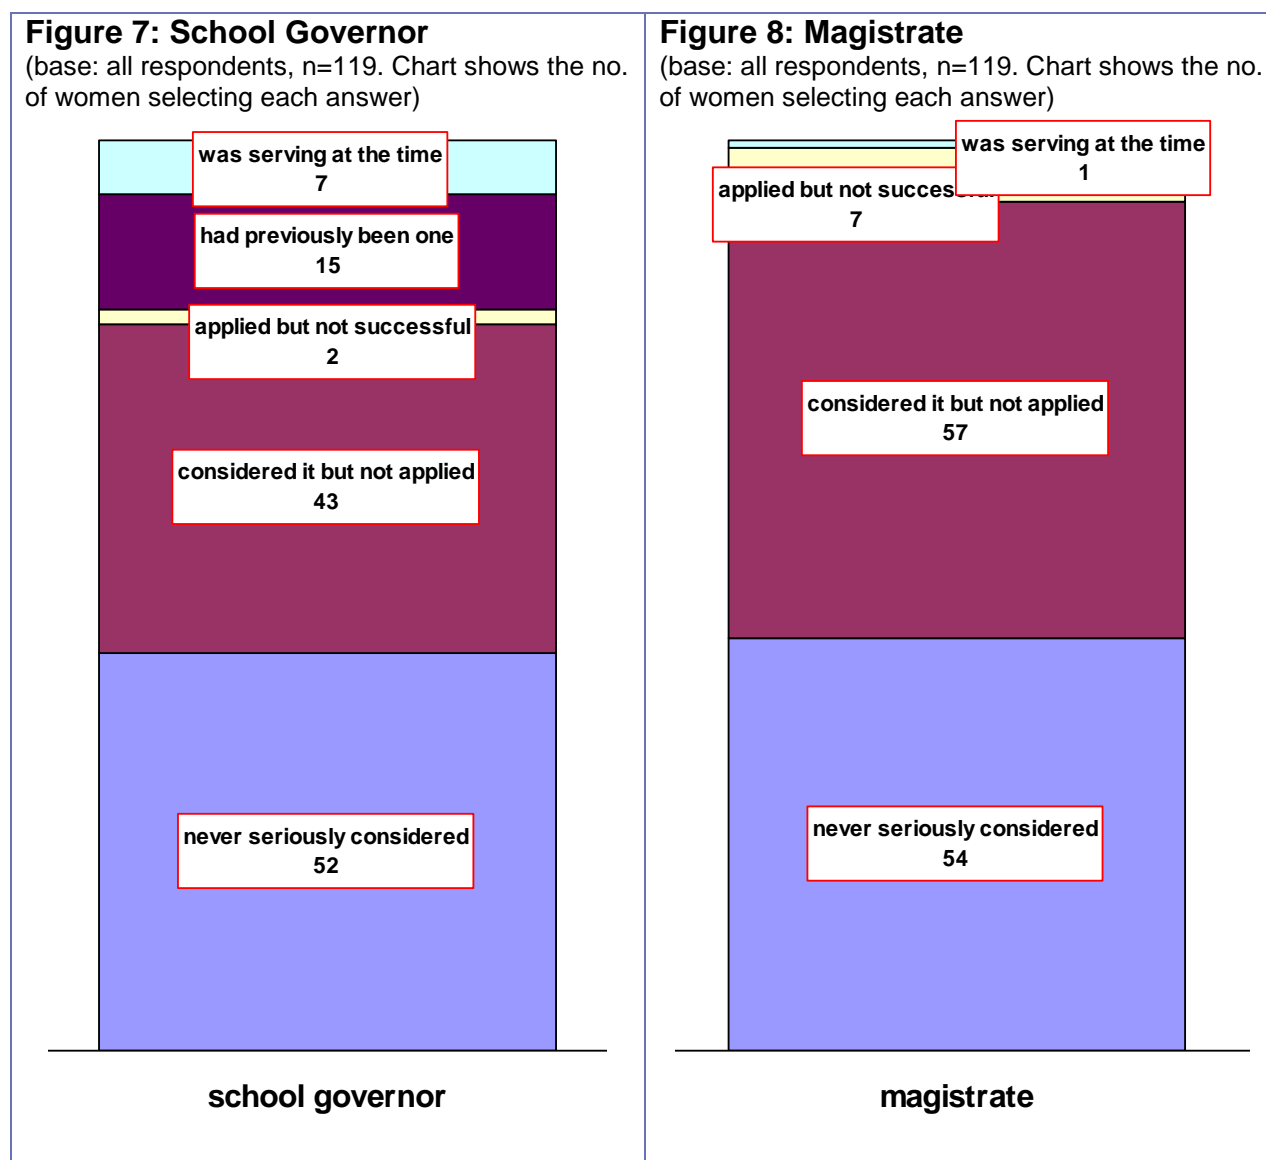 Figure 7: School Governor
(base: all respondents, n=119. Chart shows the no.
of women selecting each answer)
was serving at the time
7
had previously been one
15
applied but not successful
2
considered it but not applied
43
never seriously considered
52
school governor
Figure 8: Magistrate
(base: all respondents, n=119. Chart shows the no.
of women selecting each answer)
was serving at the time
1
applied but not successful
7
considered it but not applied
57
never seriously considered
54
magistrate